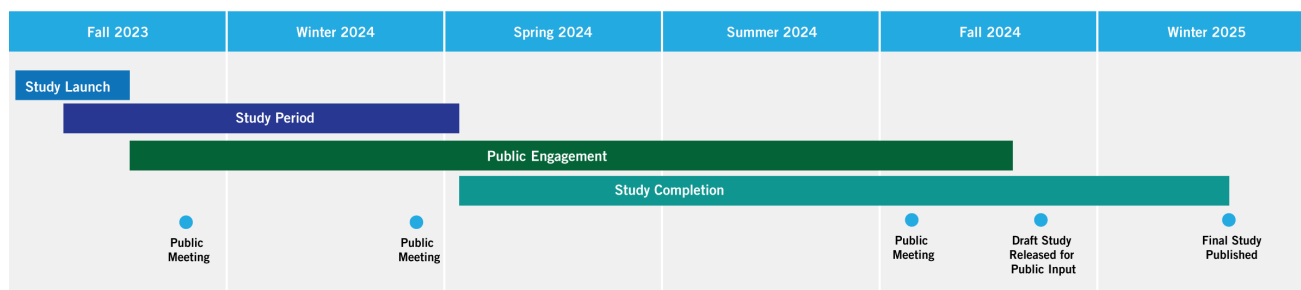 Fall 2023
Winter 2024
Spring 2024
Summer 2024
Fall 2024
Winter 2025
Study Launch
Study Period
Public Engagement
Study Completion
Public
Meeting
Public
Meeting
Public
Meeting
Draft Study
Released for
Public Input
Final Study
Published